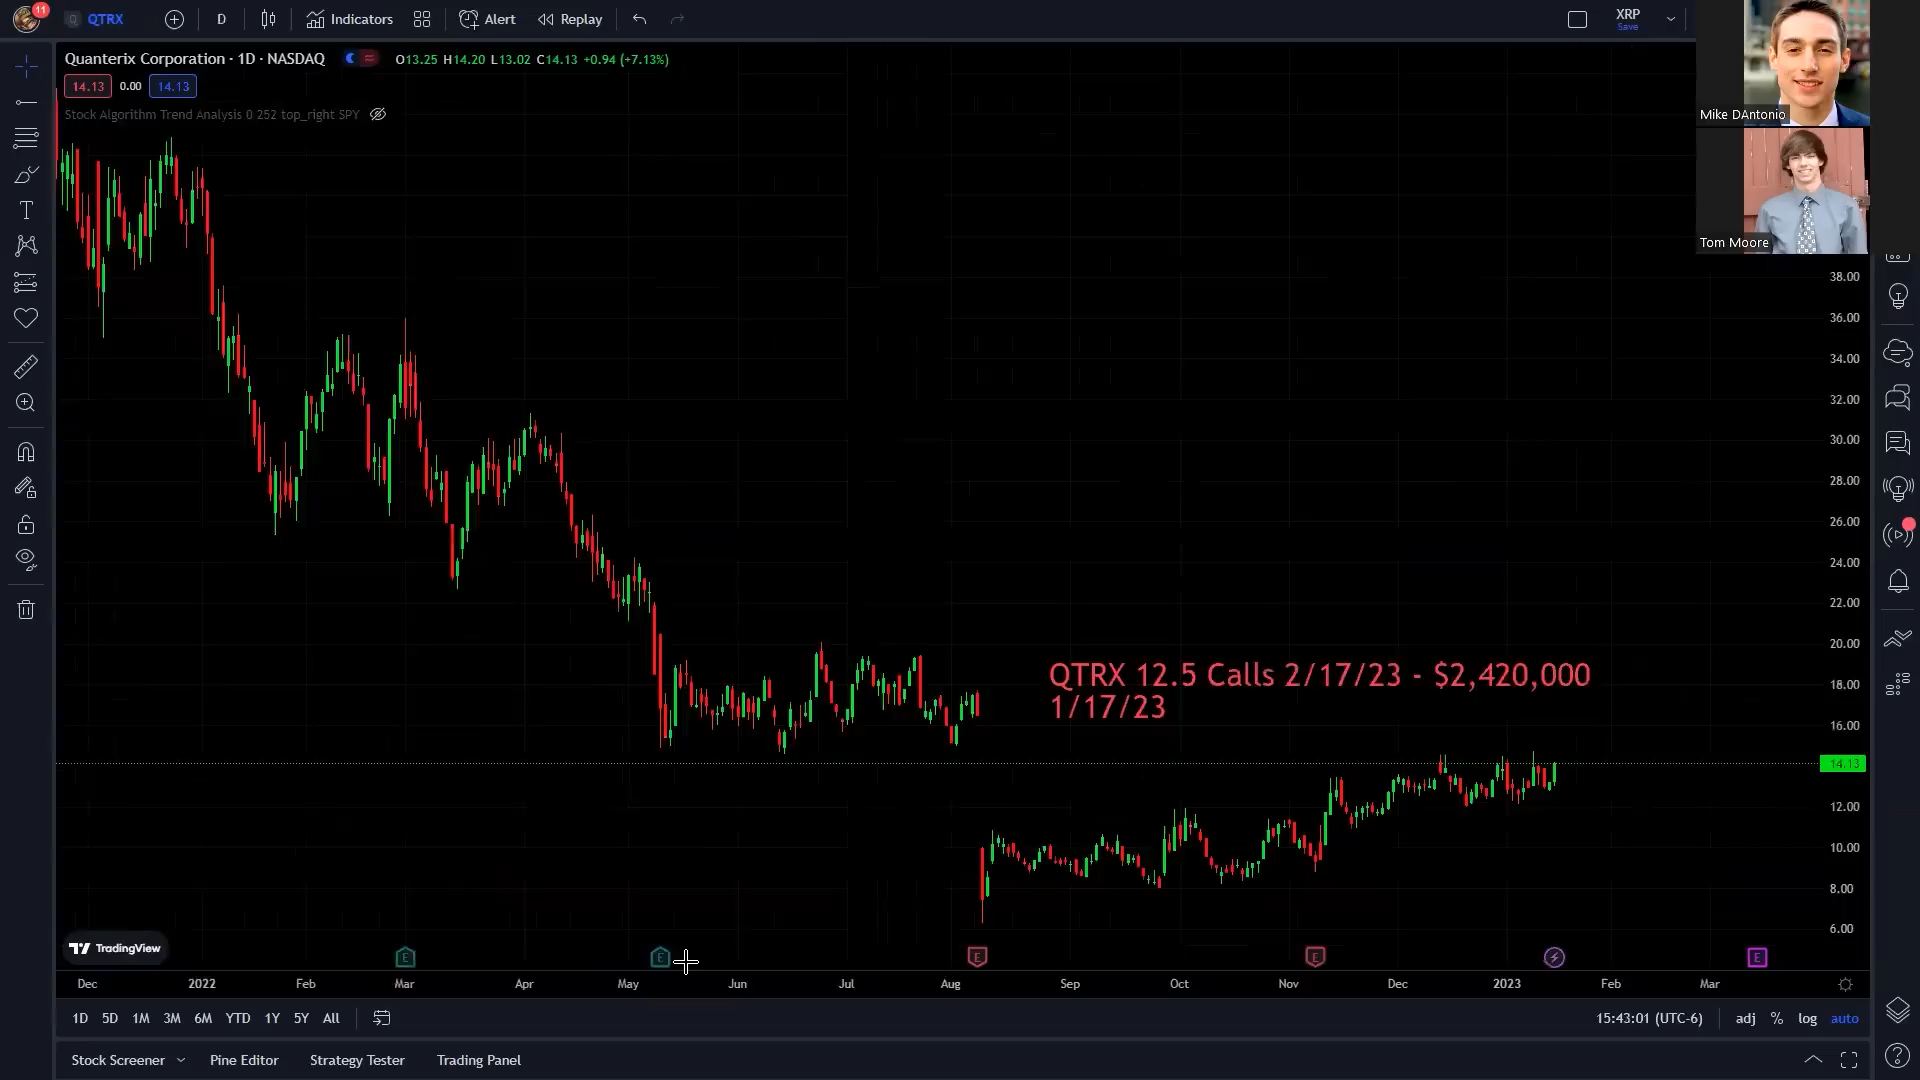 11
QTRX
D
Indicators
Alert
Replay
XRP
Save
Quanterix Corporation · 1D · NASDAQ
O13.25 H14.20 L13.02 C14.13 +0.94 (+7.13%)
14.13 0.00 14.13
Stock Algorithm Trend Analysis 0 252 top_right SPY
Mike DAntonio
Tom Moore
38.00
36.00
34.00
32.00
30.00
28.00
26.00
24.00
22.00
20.00
18.00
16.00
14.13
12.00
10.00
8.00
6.00
QTRX 12.5 Calls 2/17/23 - $2,420,000
1/17/23
TradingView
E E E E E
Dec 2022 Feb Mar Apr May Jun Jul Aug Sep Oct Nov Dec 2023 Feb Mar
1D 5D 1M 3M 6M YTD 1Y 5Y All
15:43:01 (UTC-6) adj % log auto
Stock Screener Pine Editor Strategy Tester Trading Panel